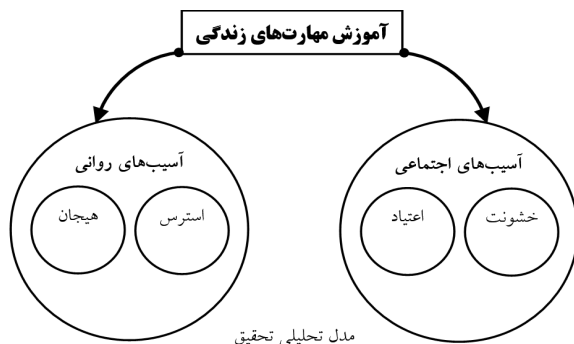 آموزش مهارت‌های زندگی
آسیب‌های اجتماعی
خشونت
اعتیاد
آسیب‌های روانی
استرس
هیجان
مدل تحلیلی تحقیق